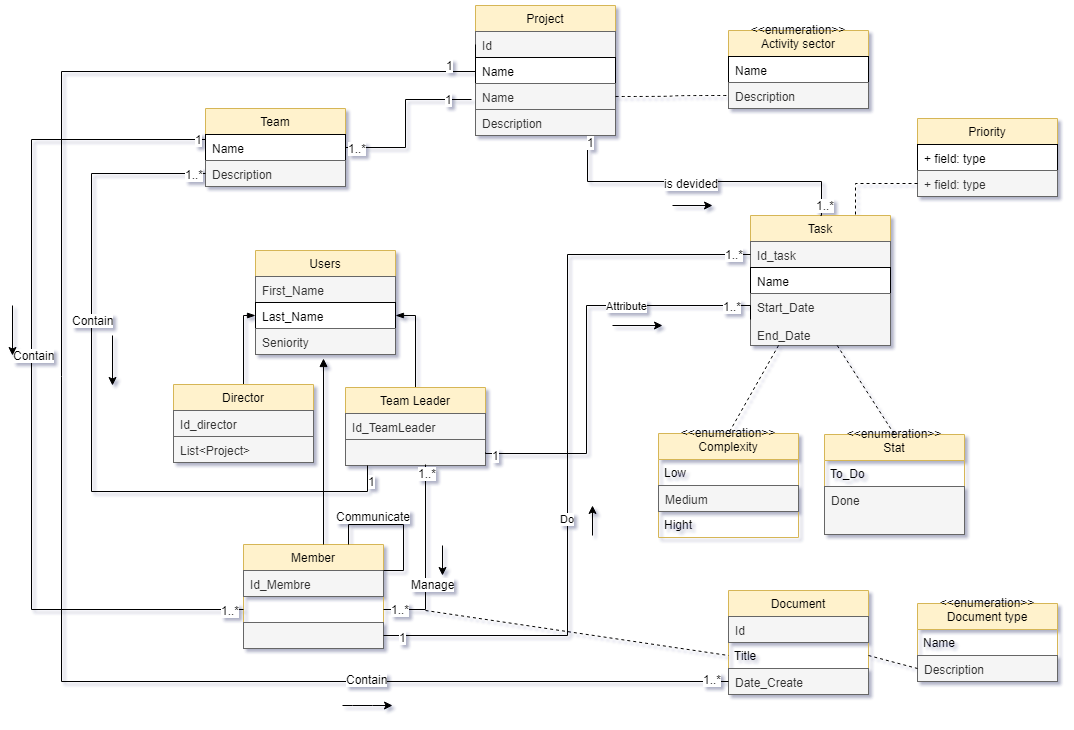 Project
Id
Name
Name
Description
<<enumeration>>
Activity sector
Name
Description
1
1
1
Team
Name
Description
1
1..*
1..*
Priority
+ field: type
+ field: type
is devided
1..*
Task
Id_task
Name
Start_Date
End_Date
1..*
1..*
Users
First_Name
Last_Name
Seniority
Contain
Contain
Attribute
Director
Id_director
List<Project>
Team Leader
Id_TeamLeader
1
1
1..*
<<enumeration>>
Complexity
Low
Medium
Hight
<<enumeration>>
Stat
To_Do
Done
Communicate
Do
Member
Id_Membre
Manage
1..*
1..*
1
Document
Id
Title
Date_Create
<<enumeration>>
Document type
Name
Description
Contain
1..*